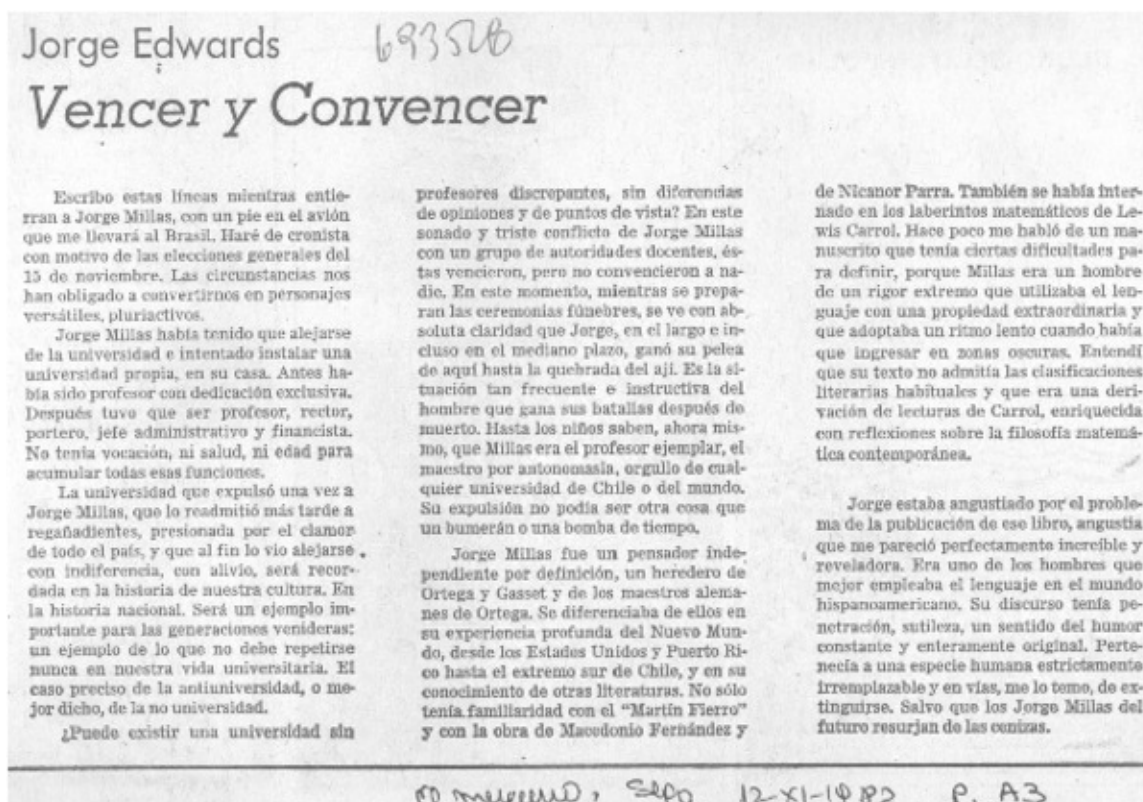 Jorge Edwards
693528
Vencer y Convencer
Escribo estas líneas mientras entie-
rran a Jorge Millas, con un pie en el avión
que me llevará al Brasil. Haré de cronista
con motivo de las elecciones generales del
15 de noviembre. Las circunstancias nos
han obligado a convertirnos en personajes
versátiles, pluriactivos.
Jorge Millas había tenido que alejarse
de la universidad e intentado instalar una
universidad propia, en su casa. Antes ha-
bía sido profesor con dedicación exclusiva.
Después tuvo que ser profesor, rector,
portero, jefe administrativo y financista.
No tenía vocación, ni salud, ni edad para
acumular todas esas funciones.
La universidad que expulsó una vez a
Jorge Millas, que lo readmitió más tarde a
regañadientes, presionada por el clamor
de todo el país, y que al fin lo vio alejarse
con indiferencia, con alivio, será recor-
dada en la historia de nuestra cultura. En
la historia nacional. Será un ejemplo im-
portante para las generaciones venideras:
un ejemplo de lo que no debe repetirse
nunca en nuestra vida universitaria. El
caso preciso de la antiuniversidad, o me-
jor dicho, de la no universidad.
¿Puede existir una universidad sin
profesores discrepantes, sin diferencias
de opiniones y de puntos de vista? En este
sonado y triste conflicto de Jorge Millas
con un grupo de autoridades docentes, és-
tas vencieron, pero no convencieron a na-
die. En este momento, mientras se prepa-
ran las ceremonias fúnebres, se ve con ab-
soluta claridad que Jorge, en el largo e in-
cluso en el mediano plazo, ganó su pelea
de aquí hasta la quebrada del ají. Es la si-
tuación tan frecuente e instructiva del
hombre que gana sus batallas después de
muerto. Hasta los niños saben, ahora mis-
mo, que Millas era el profesor ejemplar, el
maestro por antonomasia, orgullo de cual-
quier universidad de Chile o del mundo.
Su expulsión no podía ser otra cosa que
un bumerán o una bomba de tiempo.
Jorge Millas fue un pensador inde-
pendiente por definición, un heredero de
Ortega y Gasset y de los maestros alema-
nes de Ortega. Se diferenciaba de ellos en
su experiencia profunda del Nuevo Mun-
do, desde los Estados Unidos y Puerto Ri-
co hasta el extremo sur de Chile, y en su
conocimiento de otras literaturas. No sólo
tenía familiaridad con el "Martín Fierro"
y con la obra de Macedonio Fernández y
de Nicanor Parra. También se había inter-
nado en los laberintos matemáticos de Le-
wis Carrol. Hace poco me habló de un ma-
nuscrito que tenía ciertas dificultades pa-
ra definir, porque Millas era un hombre
de un rigor extremo que utilizaba el len-
guaje con una propiedad extraordinaria y
que adoptaba un ritmo lento cuando había
que ingresar en zonas oscuras. Entendí
que su texto no admitía las clasificaciones
literarias habituales y que era una deri-
vación de lecturas de Carrol, enriquecida
con reflexiones sobre la filosofía matemá-
tica contemporánea.
Jorge estaba angustiado por el proble-
ma de la publicación de ese libro, angustia
que me pareció perfectamente increíble y
reveladora. Era uno de los hombres que
mejor empleaba el lenguaje en el mundo
hispanoamericano. Su discurso tenía pe-
netración, sutileza, un sentido del humor
constante y enteramente original. Perte-
necía a una especie humana estrictamente
irremplazable y en vías, me lo temo, de ex-
tinguirse. Salvo que los Jorge Millas del
futuro resurjan de las cenizas.
12-XI-1982 P. A3